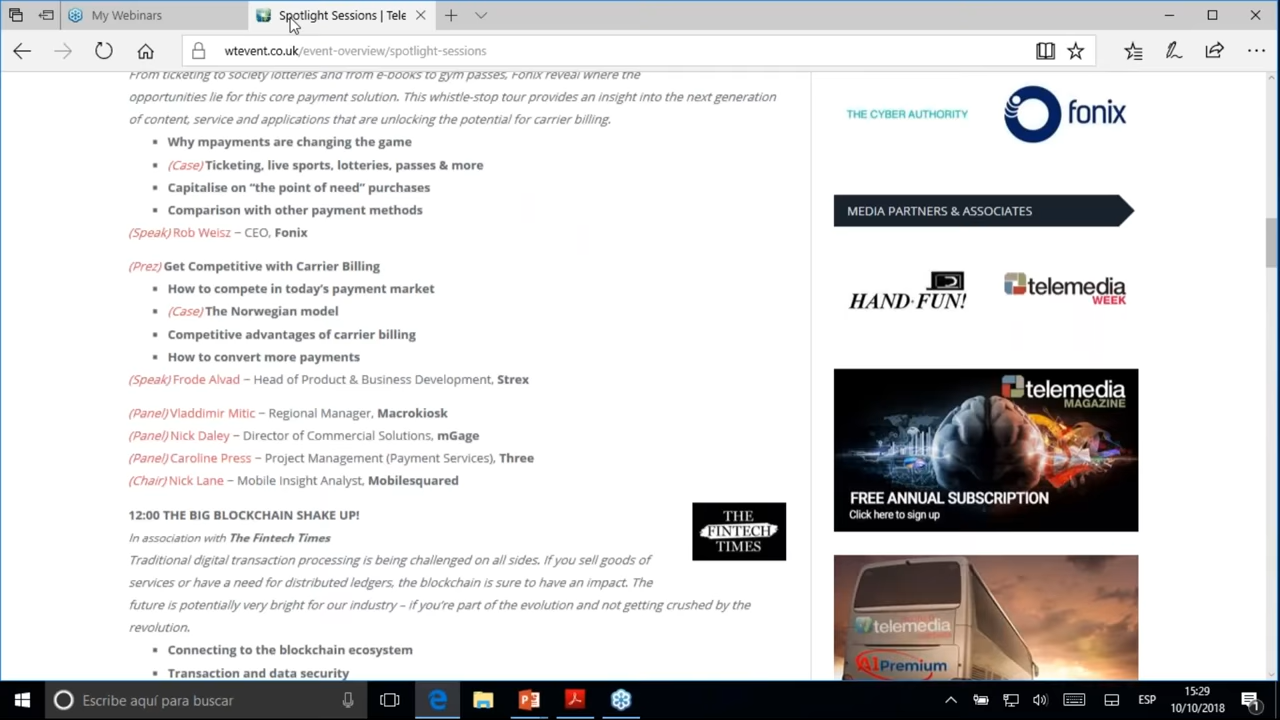 My Webinars
Spotlight Sessions | Tele
wtevent.co.uk/event-overview/spotlight-sessions
From ticketing to society lotteries and from e-books to gym passes, Fonix reveal where the
opportunities lie for this core payment solution. This whistle-stop tour provides an insight into the next generation
of content, service and applications that are unlocking the potential for carrier billing.
Why mpayments are changing the game
(Case) Ticketing, live sports, lotteries, passes & more
Capitalise on “the point of need” purchases
Comparison with other payment methods
(Speak) Rob Weisz – CEO, Fonix
(Prez) Get Competitive with Carrier Billing
How to compete in today’s payment market
(Case) The Norwegian model
Competitive advantages of carrier billing
How to convert more payments
(Speak) Frode Alvad – Head of Product & Business Development, Strex
(Panel) Vladdimir Mitic – Regional Manager, Macrokiosk
(Panel) Nick Daley – Director of Commercial Solutions, mGage
(Panel) Caroline Press – Project Management (Payment Services), Three
(Chair) Nick Lane – Mobile Insight Analyst, Mobilesquared
12:00 THE BIG BLOCKCHAIN SHAKE UP!
In association with The Fintech Times
Traditional digital transaction processing is being challenged on all sides. If you sell goods of
services or have a need for distributed ledgers, the blockchain is sure to have an impact. The
future is potentially very bright for our industry – if you’re part of the evolution and not getting crushed by the
revolution.
Connecting to the blockchain ecosystem
Transaction and data security
THE
FINTECH
TIMES
THE CYBER AUTHORITY
fonix
MEDIA PARTNERS & ASSOCIATES
HAND·FUN!
telemedia
WEEK
telemedia
MAGAZINE
FREE ANNUAL SUBSCRIPTION
Click here to sign up
telemedia
A1Premium
Escribe aquí para buscar
ESP
15:29
10/10/2018
1